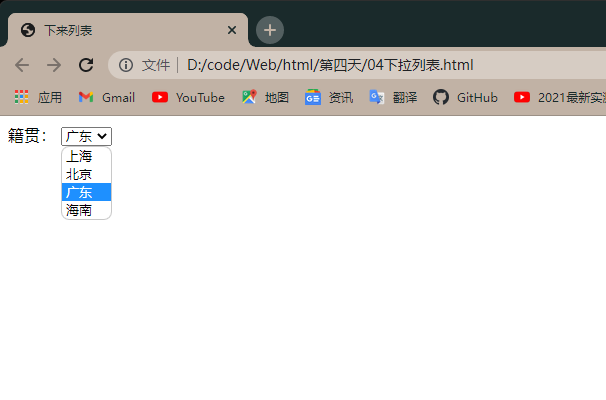 下来列表
文件 D:/code/Web/html/第四天/04下拉列表.html
应用 Gmail YouTube 地图 资讯 翻译 GitHub 2021最新实
籍贯： 广东
上海
北京
广东
海南